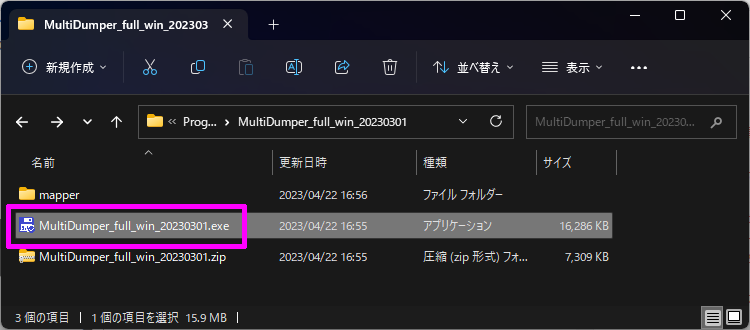 MultiDumper_full_win_202303
新規作成 並べ替え 表示
Prog... MultiDumper_full_win_20230301 MultiDumper_full_win_20230...
名前 更新日時 種類 サイズ
mapper 2023/04/22 16:56 ファイル フォルダー
MultiDumper_full_win_20230301.exe 2023/04/22 16:55 アプリケーション 16,286 KB
MultiDumper_full_win_20230301.zip 2023/04/22 16:55 圧縮 (zip 形式) フォ... 7,309 KB
3 個の項目 1 個の項目を選択 15.9 MB